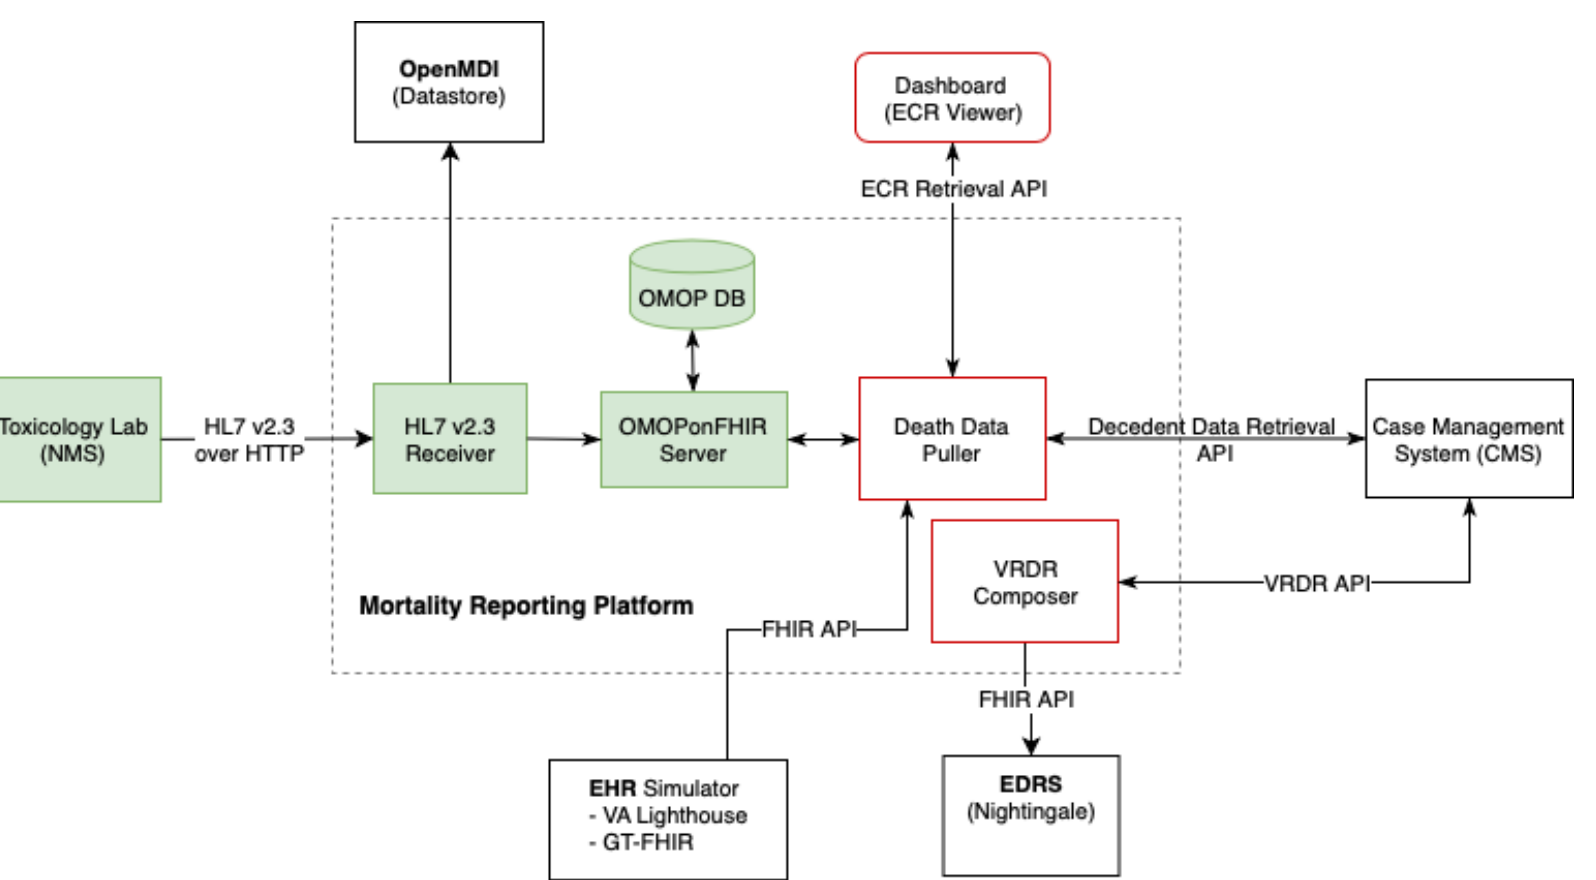 OpenMDI
(Datastore)
Dashboard
(ECR Viewer)
ECR Retrieval API
OMOP DB
Toxicology Lab
(NMS)
HL7 v2.3
over HTTP
HL7 v2.3
Receiver
OMOPonFHIR
Server
Death Data
Puller
Decedent Data Retrieval
API
Case Management
System (CMS)
VRDR
Composer
VRDR API
Mortality Reporting Platform
FHIR API
FHIR API
EHR Simulator
- VA Lighthouse
- GT-FHIR
EDRS
(Nightingale)